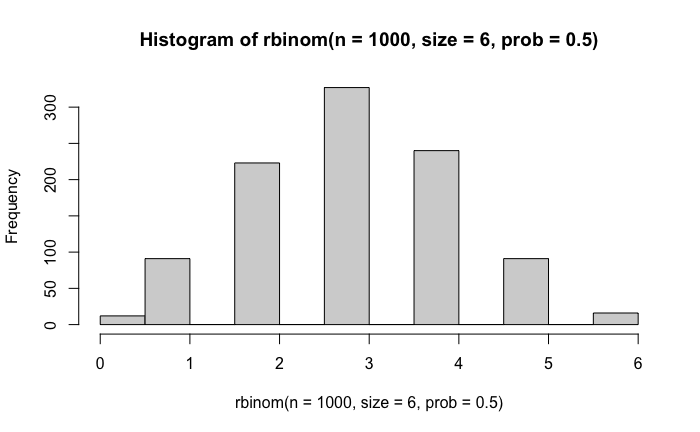 Histogram of rbinom(n = 1000, size = 6, prob = 0.5)
Frequency
300
200
100
50
0
0 1 2 3 4 5 6
rbinom(n = 1000, size = 6, prob = 0.5)